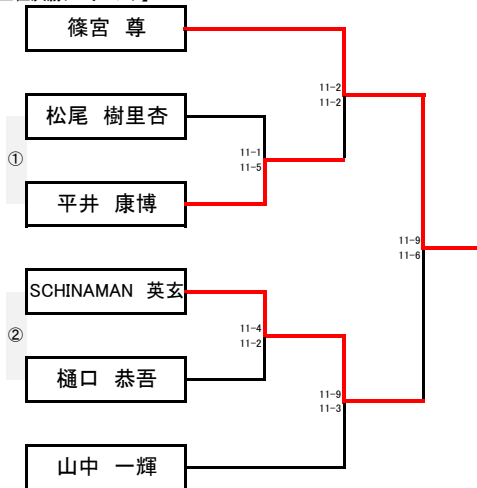 篠宮 尊
11-2
11-2
松尾 樹里杏
①
11-1
11-5
平井 康博
11-9
11-6
SCHINAMAN 英玄
②
11-4
11-2
樋口 恭吾
11-9
11-3
山中 一輝